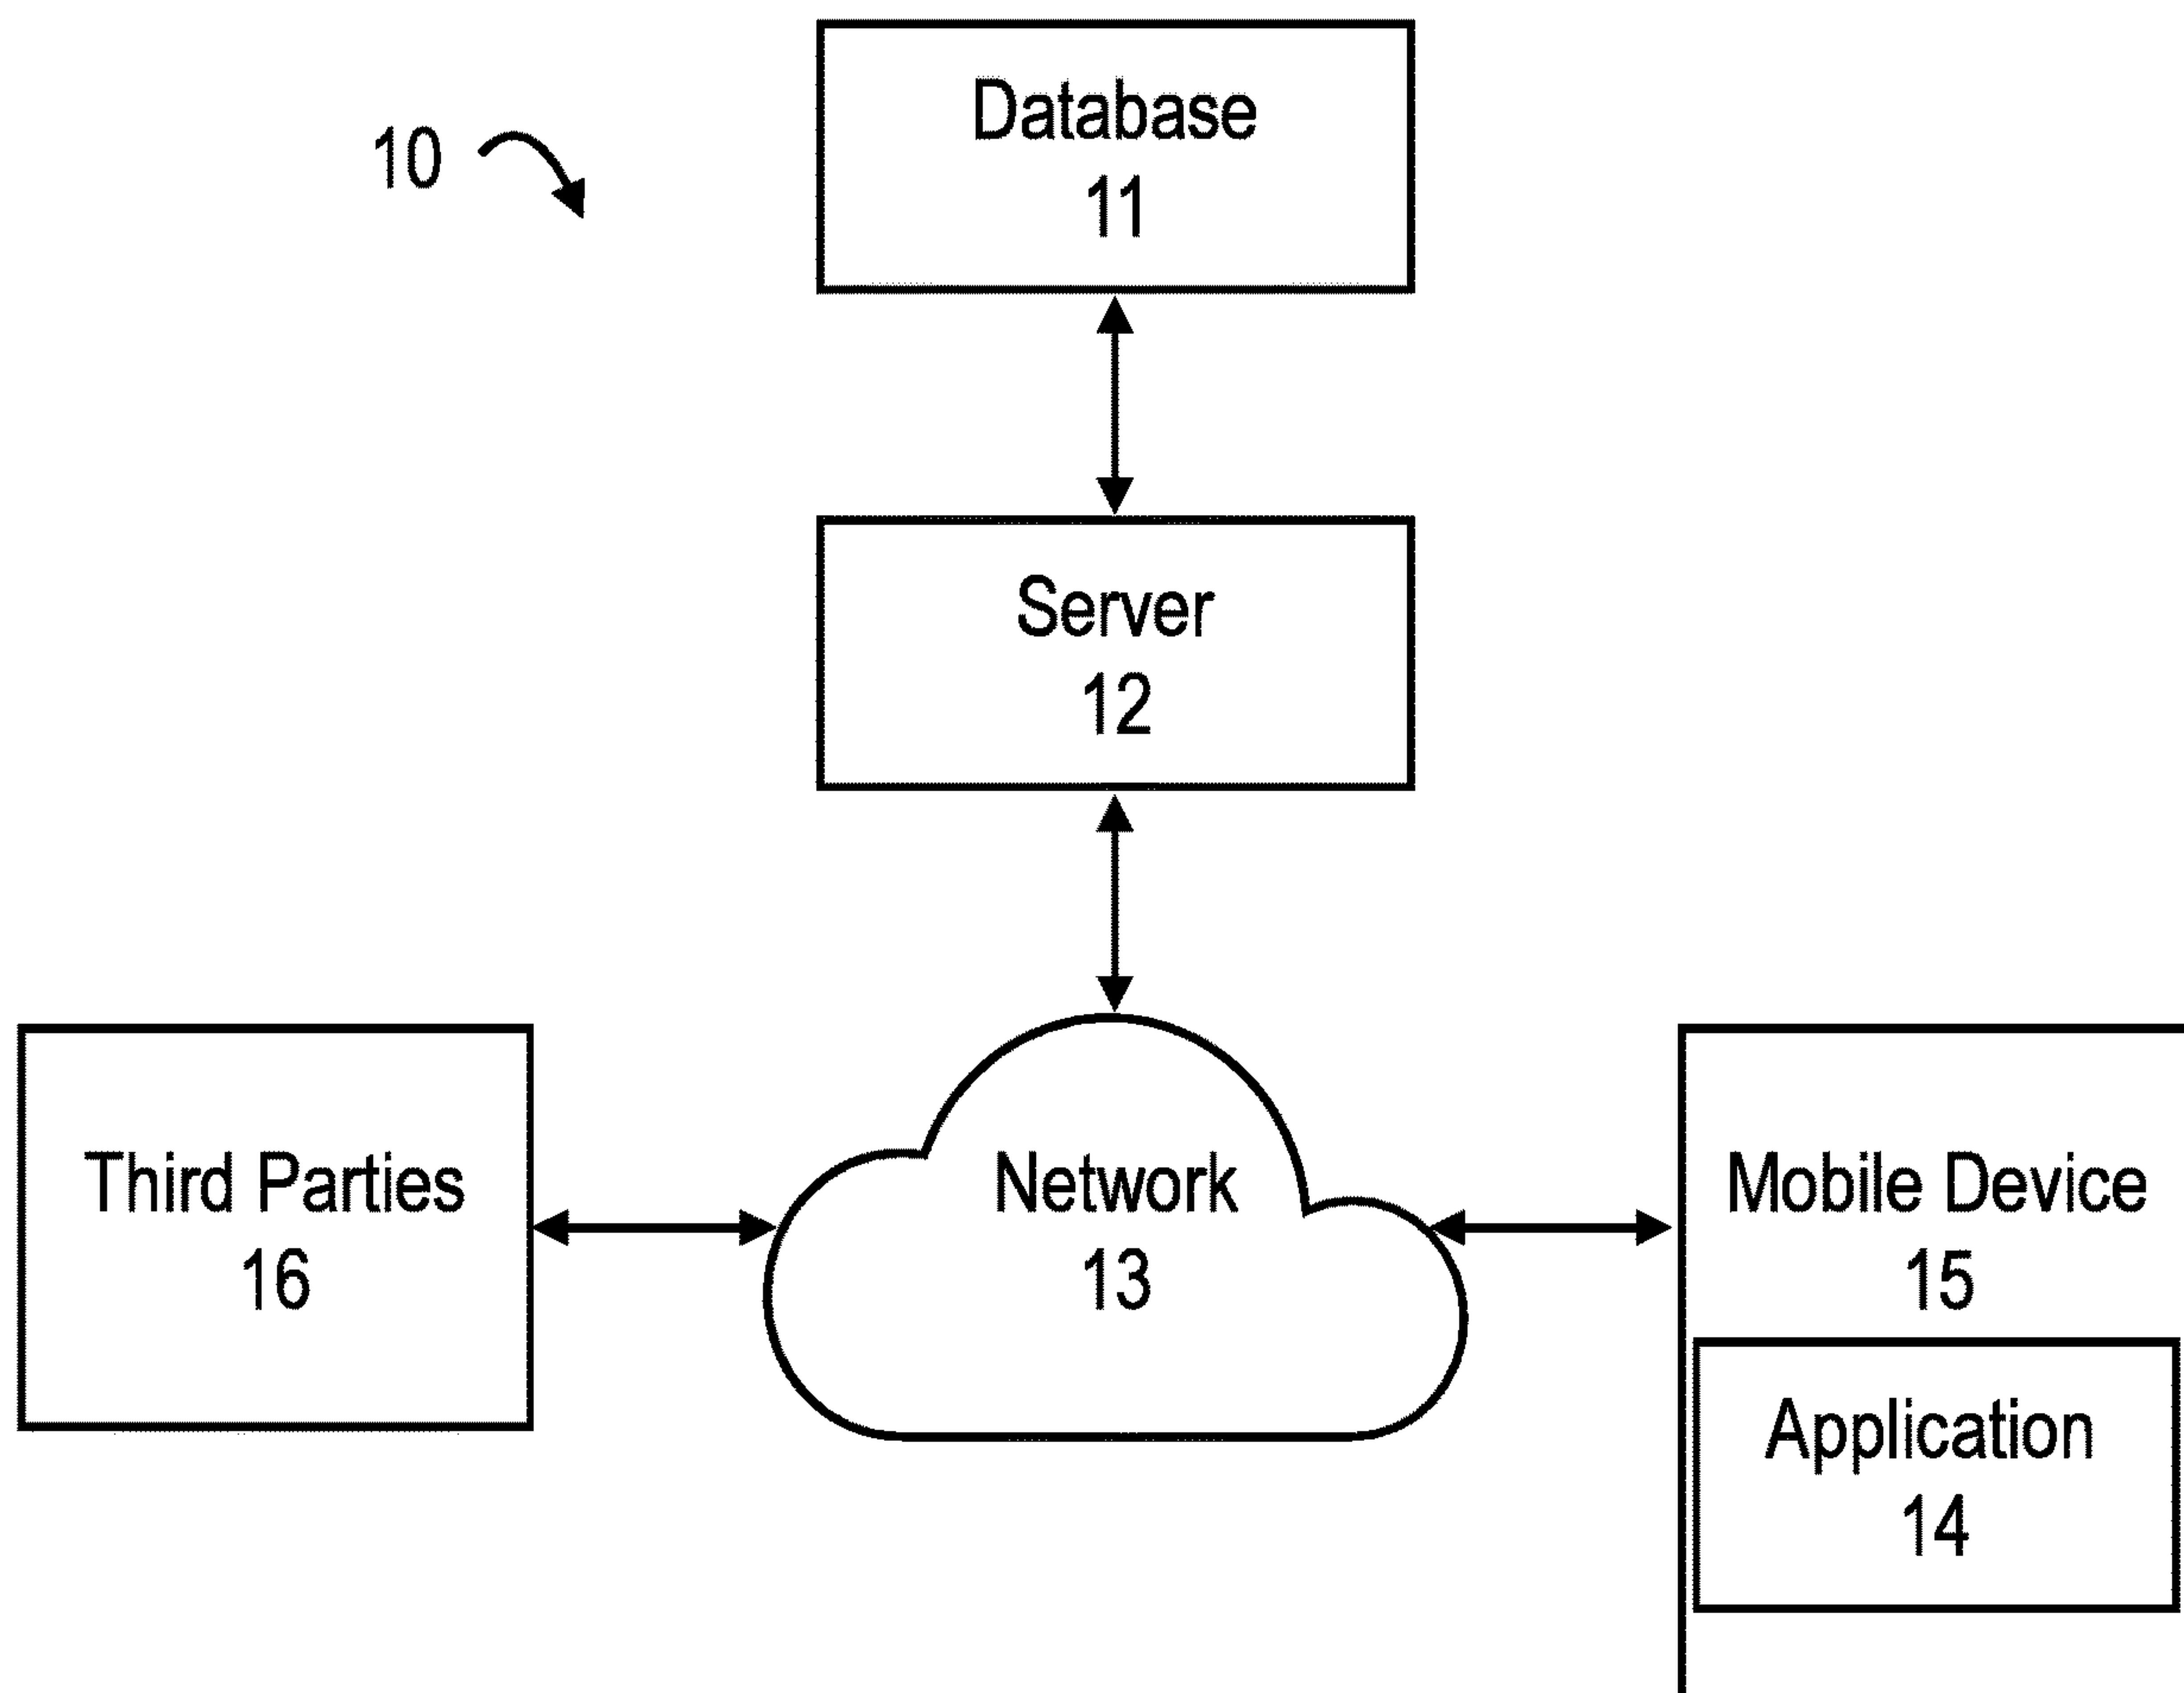 10
Database
11
Server
12
Third Parties
16
Network
13
Mobile Device
15
Application
14